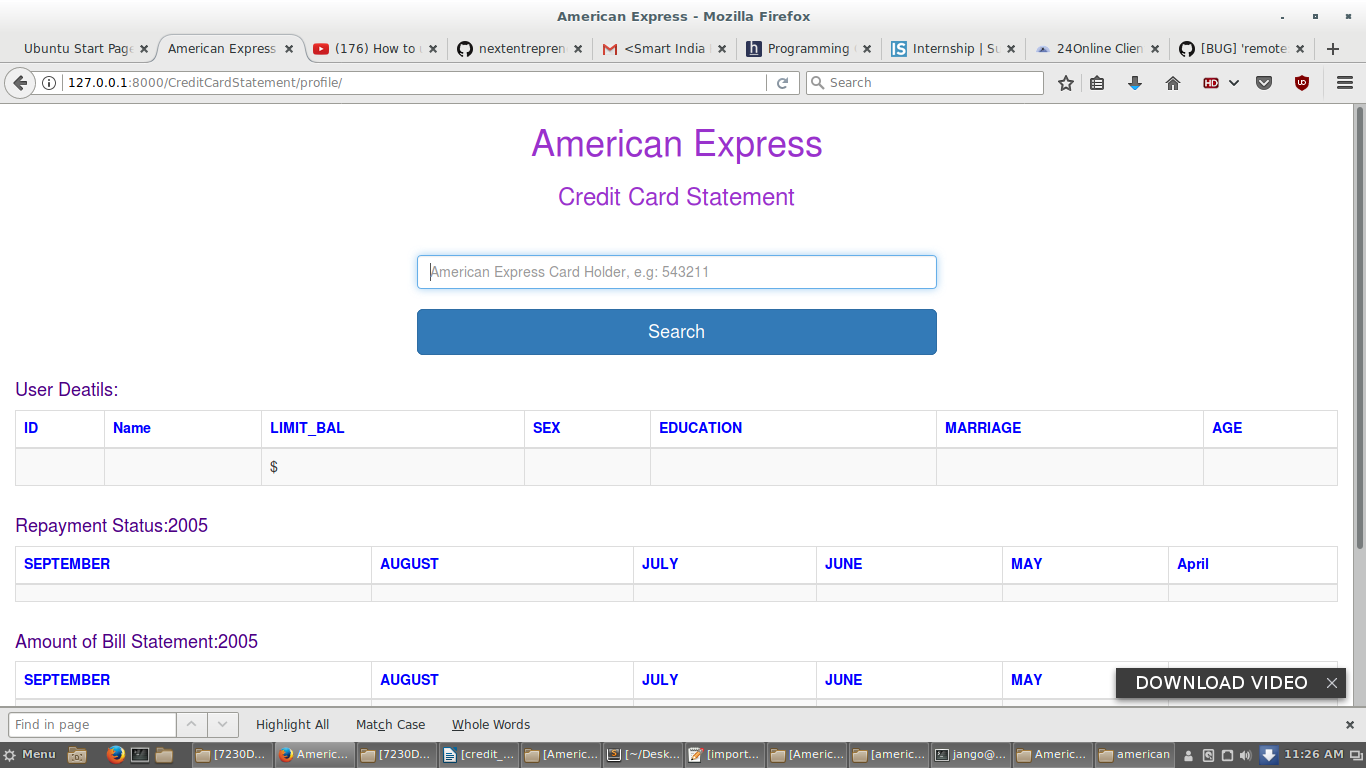 American Express - Mozilla Firefox
Ubuntu Start Page
American Express
(176) How to
nextentrepren
<Smart India
Programming
Internship | Su
24Online Clien
[BUG] 'remote
127.0.0.1:8000/CreditCardStatement/profile/
Search
HD
American Express
Credit Card Statement
American Express Card Holder, e.g: 543211
Search
User Deatils:
ID Name LIMIT_BAL SEX EDUCATION MARRIAGE AGE
$
Repayment Status:2005
SEPTEMBER AUGUST JULY JUNE MAY April
Amount of Bill Statement:2005
SEPTEMBER AUGUST JULY JUNE MAY
DOWNLOAD VIDEO
Find in page Highlight All Match Case Whole Words
Menu [7230D... Americ... [7230D... [credit_... [Americ... [~/Desk... [import... [Americ... [americ... jango@... Americ... american 11:26 AM